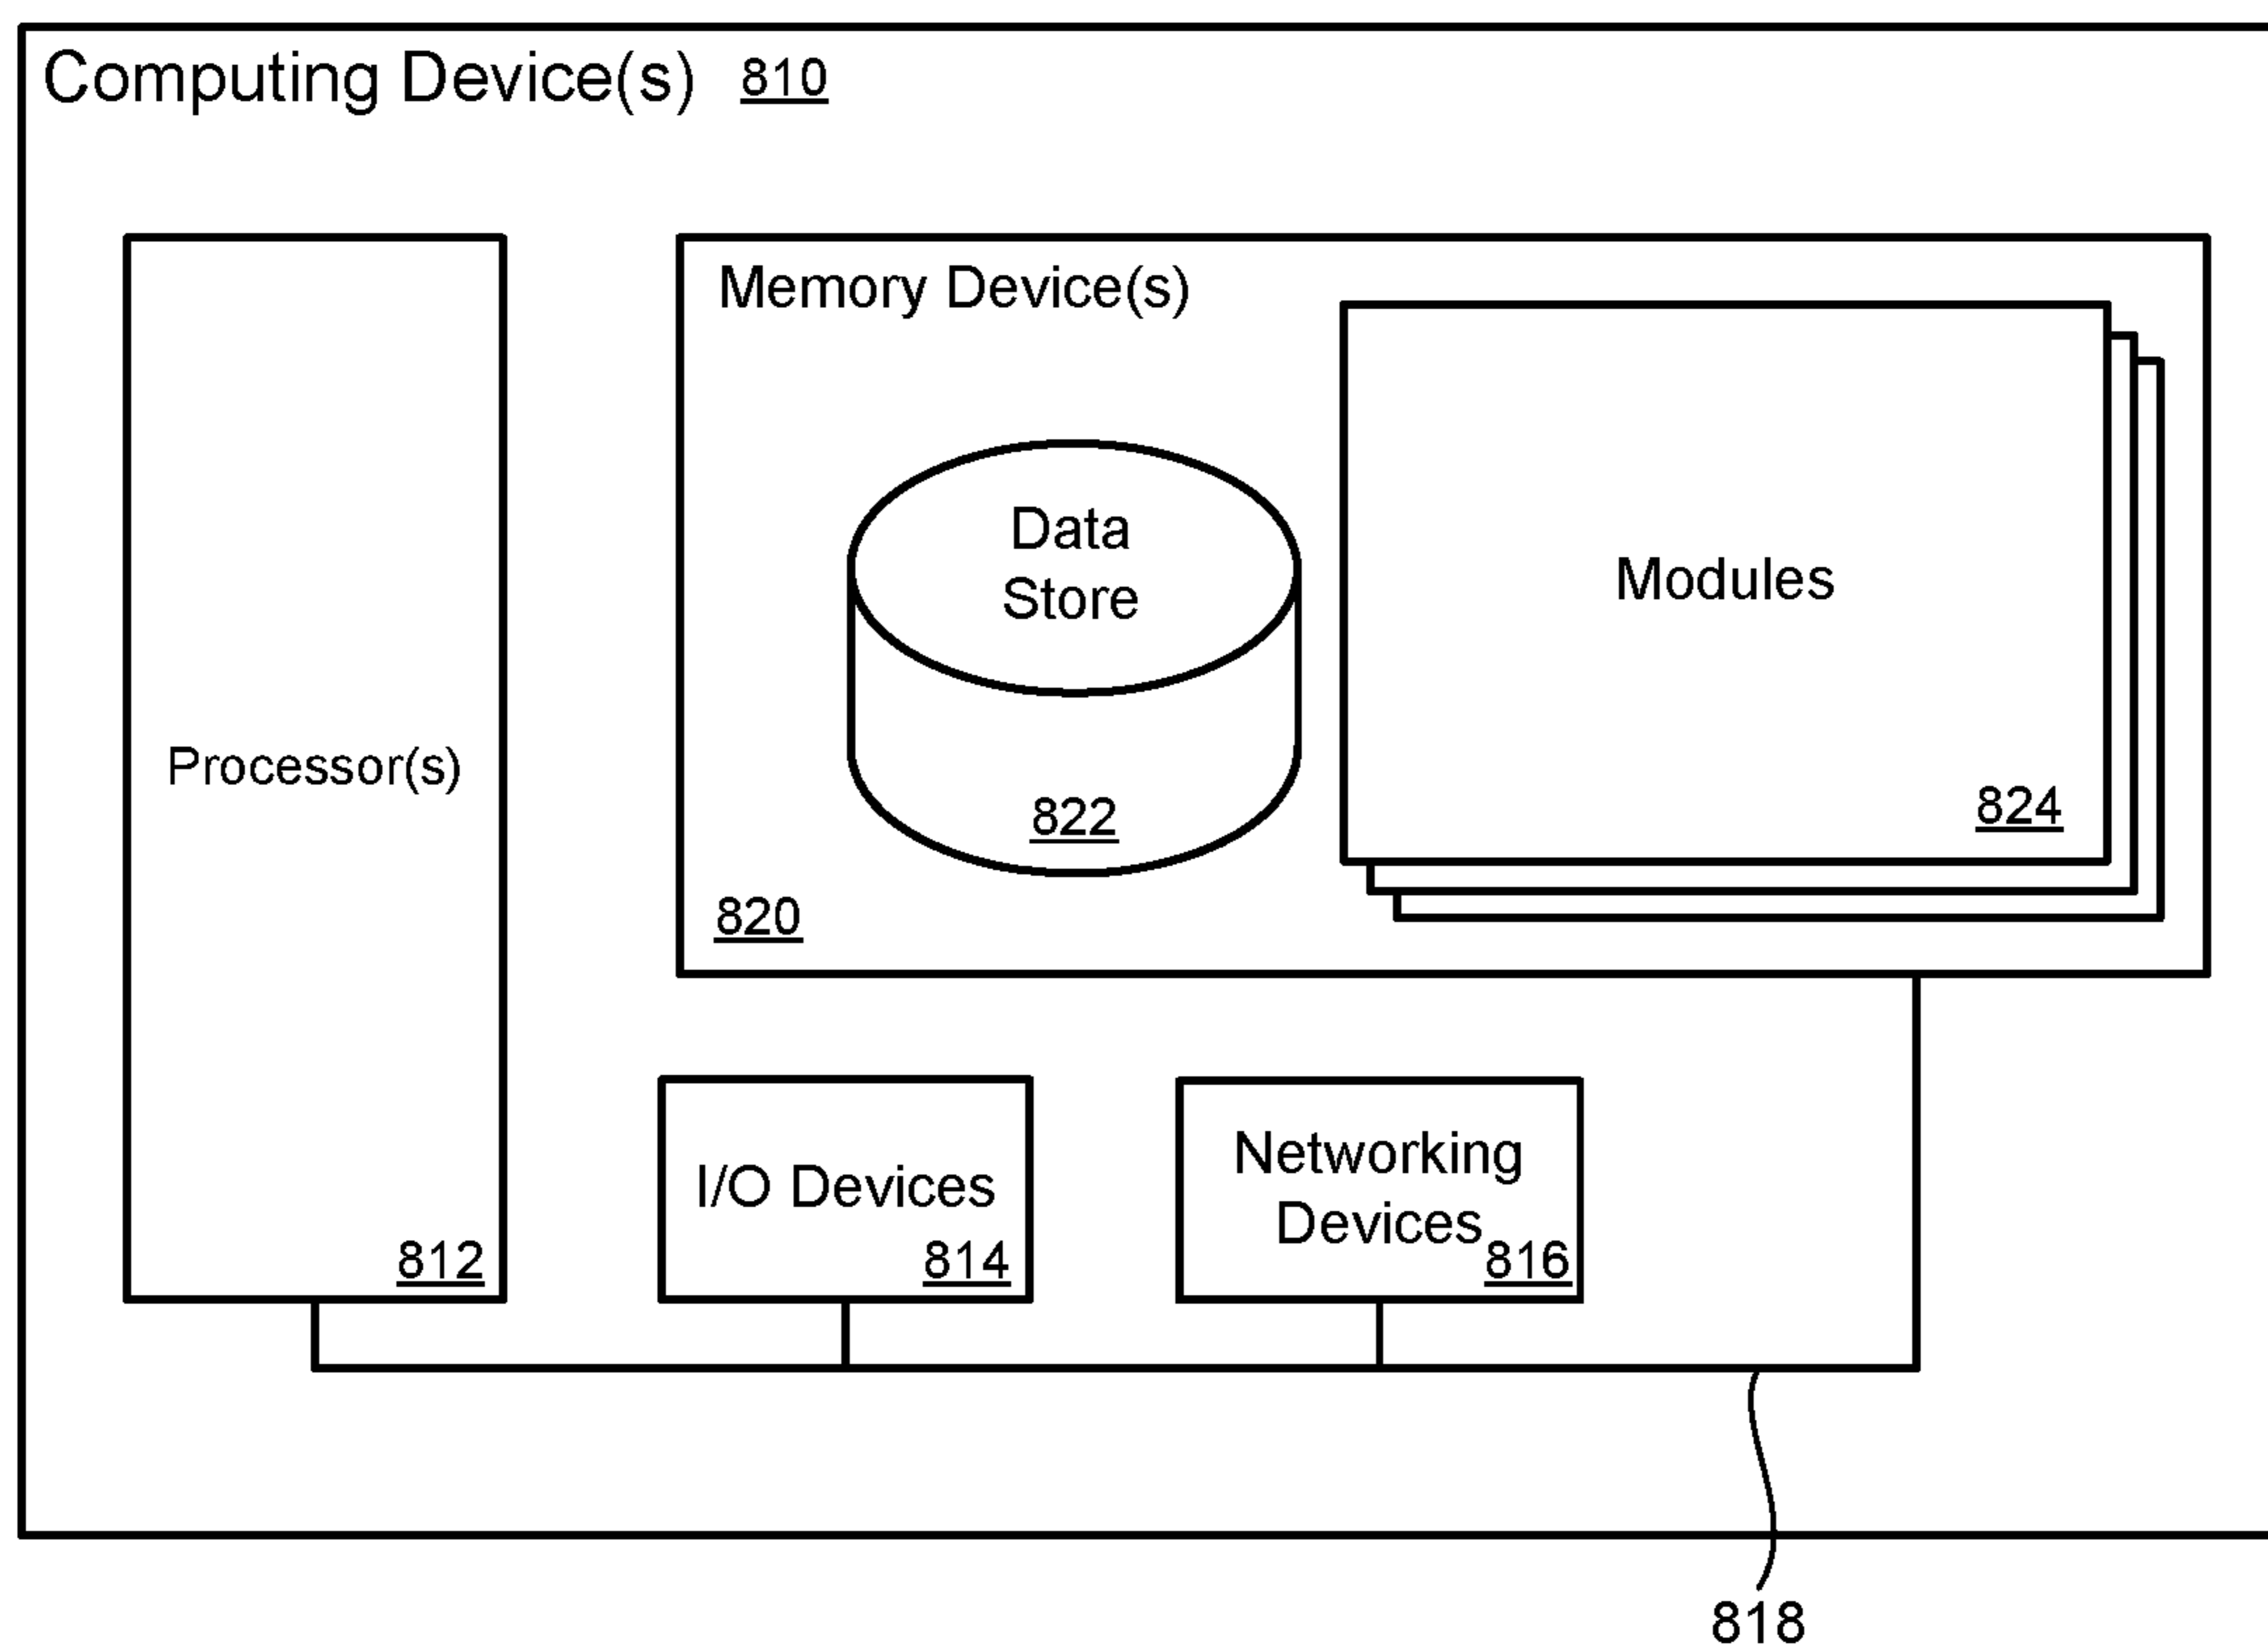 Computing Device(s) 810
Memory Device(s)
Data
Store
822
Modules
824
820
Processor(s)
812
I/O Devices
814
Networking
Devices
816
818